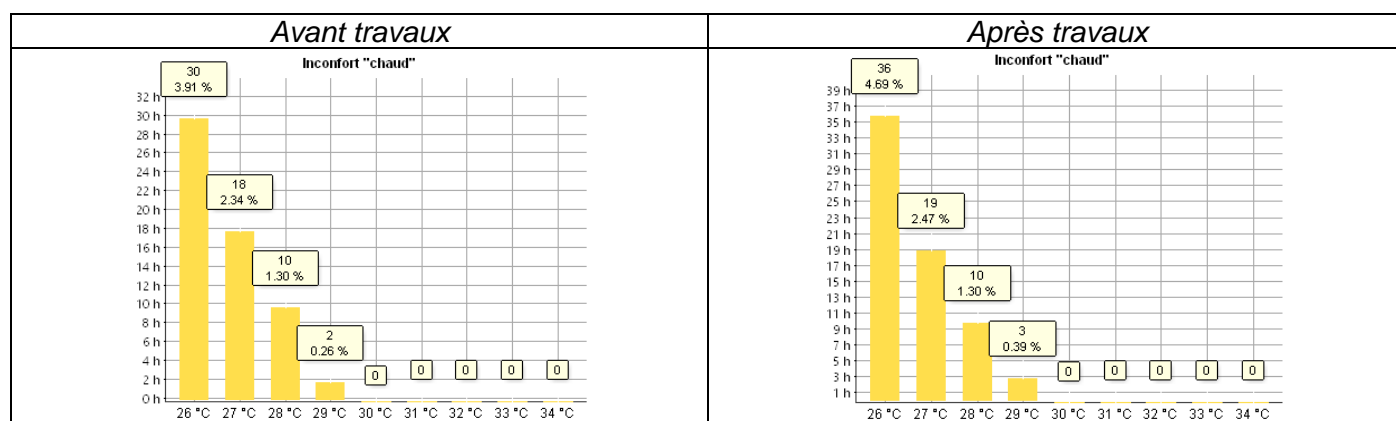 Avant travaux
Après travaux
Inconfort "chaud"
30
3.91 %
32 h
30 h
28 h
26 h
24 h
22 h
20 h
18 h
16 h
14 h
12 h
10 h
8 h
6 h
4 h
2 h
0 h
18
2.34 %
10
1.30 %
2
0.26 %
0
0
0
0
0
26 °C 27 °C 28 °C 29 °C 30 °C 31 °C 32 °C 33 °C 34 °C
Inconfort "chaud"
36
4.69 %
39 h
37 h
35 h
33 h
31 h
29 h
27 h
25 h
23 h
21 h
19 h
17 h
15 h
13 h
11 h
9 h
7 h
5 h
3 h
1 h
19
2.47 %
10
1.30 %
3
0.39 %
0
0
0
0
0
26 °C 27 °C 28 °C 29 °C 30 °C 31 °C 32 °C 33 °C 34 °C